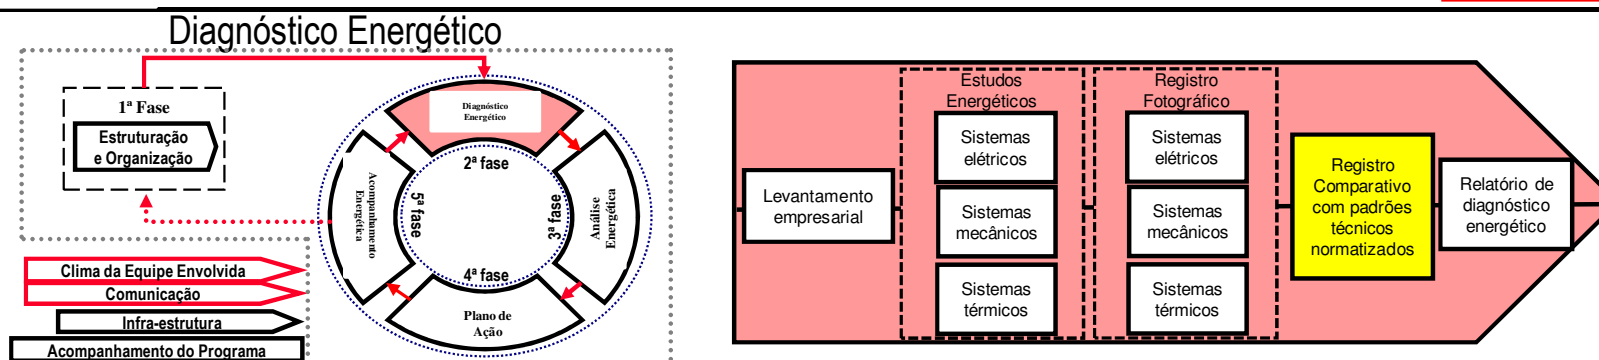 Diagnóstico Energético
1ª Fase
Estruturação
e Organização
Diagnóstico
Energético
2ª fase
Análise
Energética
3ª fase
4ª fase
Plano de
Ação
Acompanhamento
Energética
5ª fase
Clima da Equipe Envolvida
Comunicação
Infra-estrutura
Acompanhamento do Programa
Levantamento
empresarial
Estudos
Energéticos
Sistemas
elétricos
Sistemas
mecânicos
Sistemas
térmicos
Registro
Fotográfico
Sistemas
elétricos
Sistemas
mecânicos
Sistemas
térmicos
Registro
Comparativo
com padrões
técnicos
normatizados
Relatório de
diagnóstico
energético